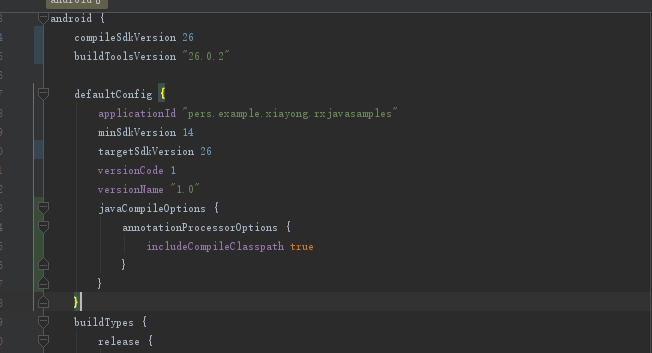 android {
compileSdkVersion 26
buildToolsVersion "26.0.2"
defaultConfig {
applicationId "pers.example.xiayong.rxjavasamples"
minSdkVersion 14
targetSdkVersion 26
versionCode 1
versionName "1.0"
javaCompileOptions {
annotationProcessorOptions {
includeCompileClasspath true
}
}
}
buildTypes {
release {